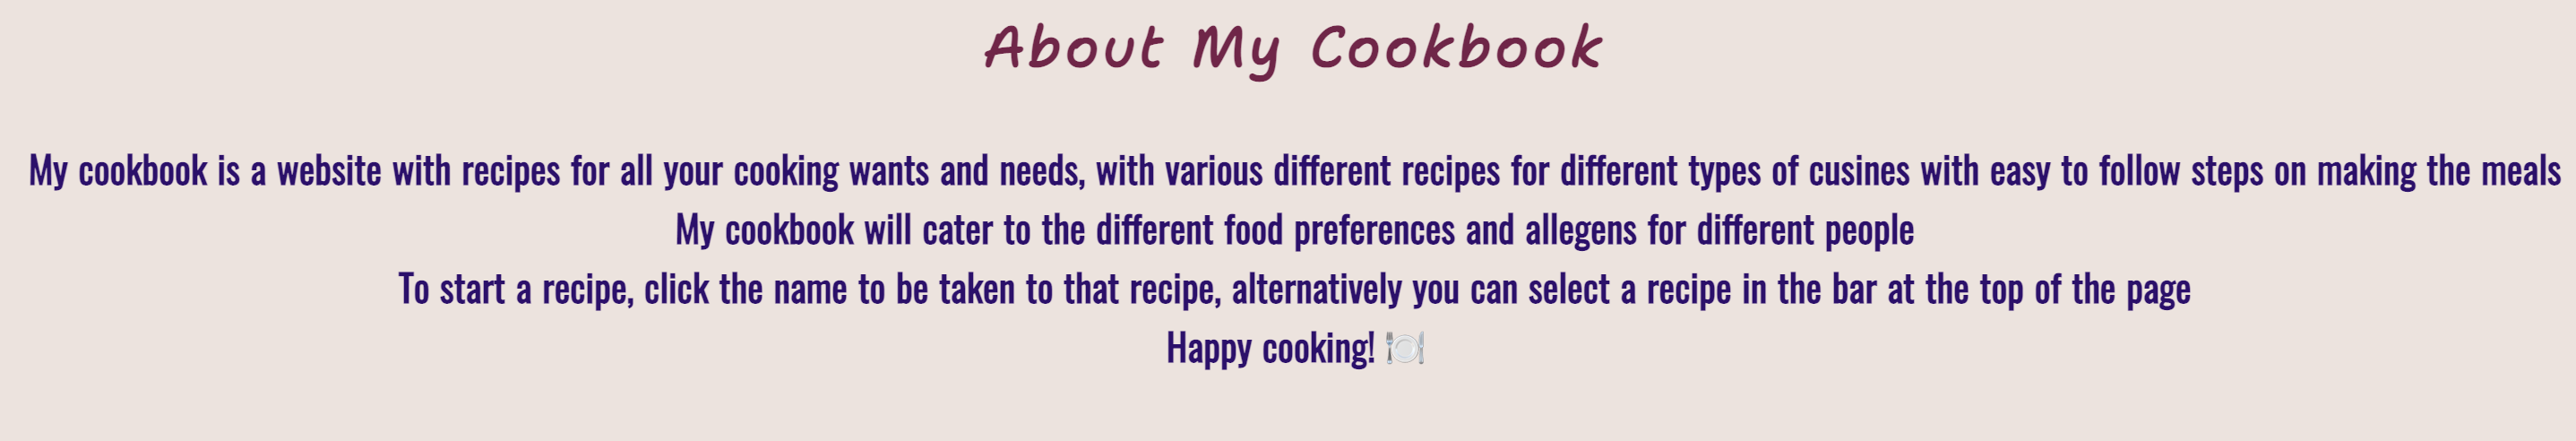 About My Cookbook
My cookbook is a website with recipes for all your cooking wants and needs, with various different recipes for different types of cusines with easy to follow steps on making the meals
My cookbook will cater to the different food preferences and allegens for different people
To start a recipe, click the name to be taken to that recipe, alternatively you can select a recipe in the bar at the top of the page
Happy cooking! 🍽️